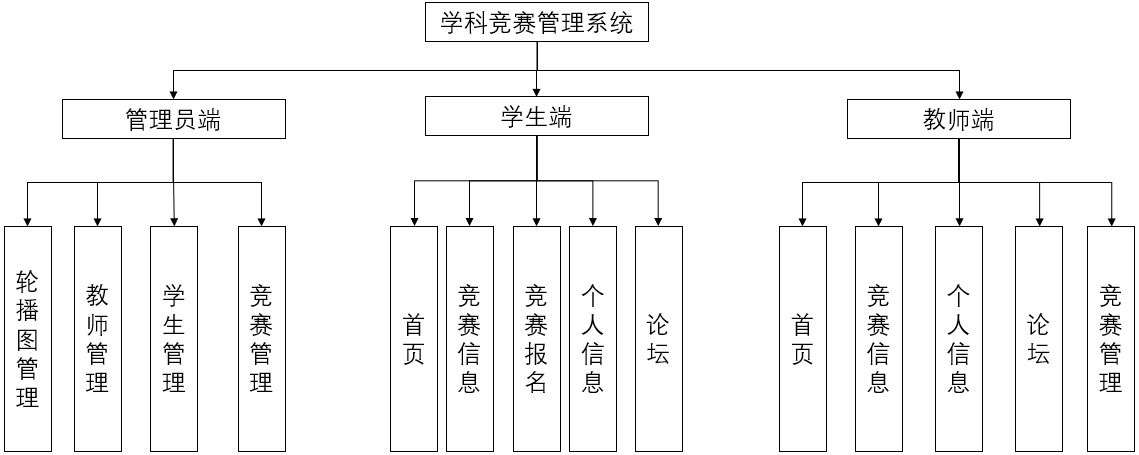 学科竞赛管理系统
管理员端
学生端
教师端
轮播图管理
教师管理
学生管理
竞赛管理
首页
竞赛信息
竞赛报名
个人信息
论坛
首页
竞赛信息
个人信息
论坛
竞赛管理